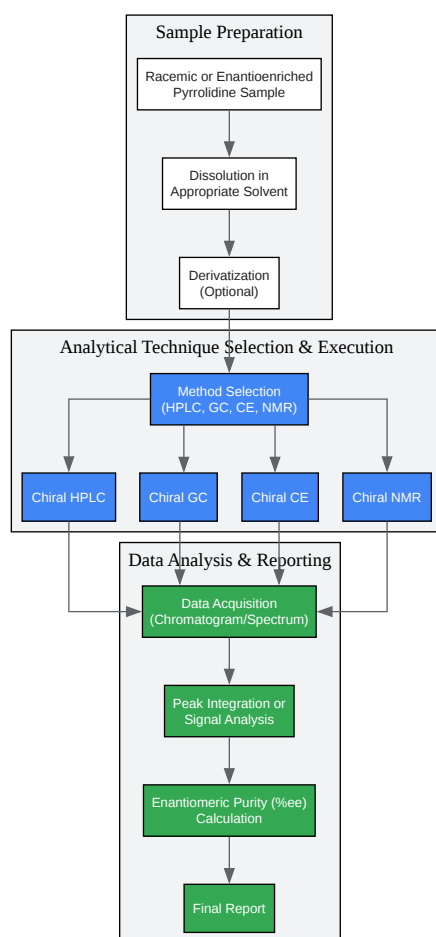 Sample Preparation
Racemic or Enantioenriched
Pyrrolidine Sample
Dissolution in
Appropriate Solvent
Derivatization
(Optional)
Analytical Technique Selection & Execution
Method Selection
(HPLC, GC, CE, NMR)
Chiral HPLC
Chiral GC
Chiral CE
Chiral NMR
Data Analysis & Reporting
Data Acquisition
(Chromatogram/Spectrum)
Peak Integration or
Signal Analysis
Enantiomeric Purity (%ee)
Calculation
Final Report